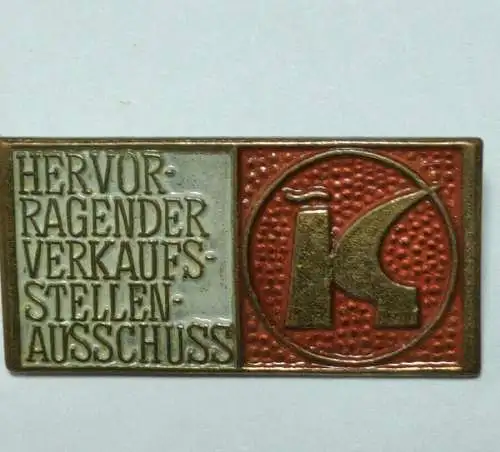 HERVOR-
RAGENDER
VERKAUFS-
STELLEN-
AUSSCHUSS
K